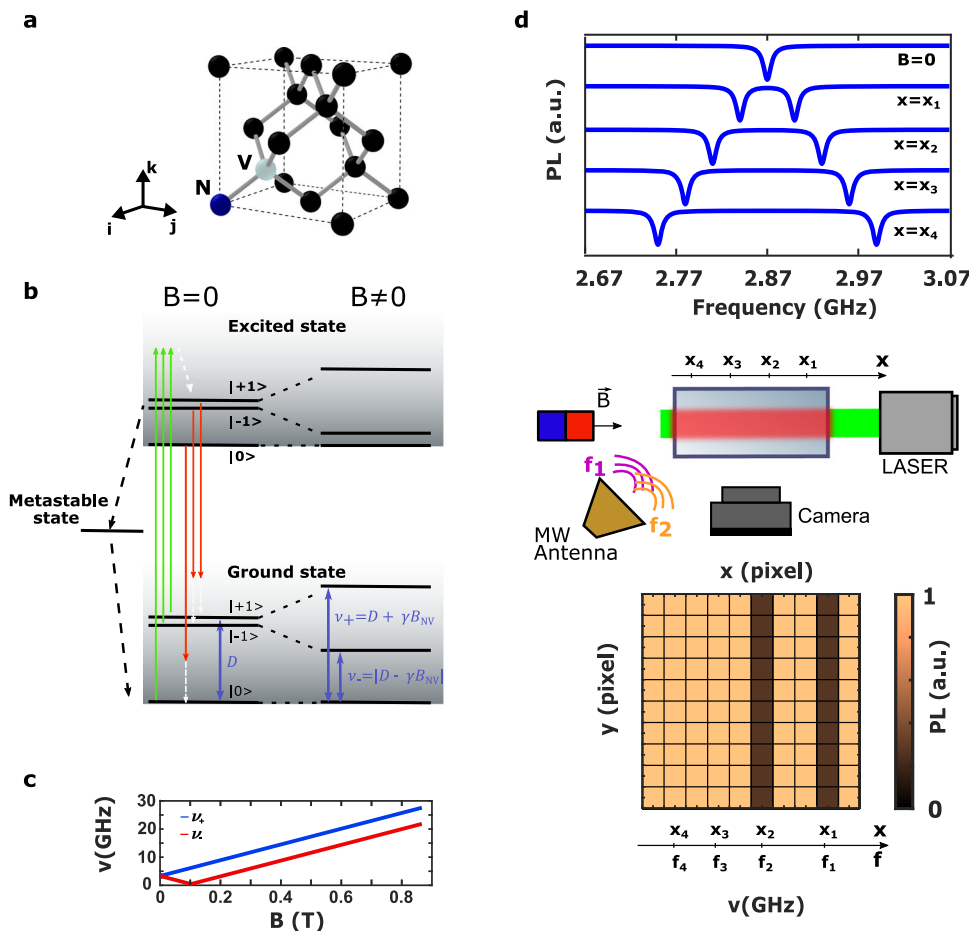 a
k
i
j
N
V
b
B=0
B≠0
Excited state
|+1>
|-1>
|0>
Metastable
state
Ground state
|+1>
|-1>
|0>
D
ν₊=D + γB_NV
ν₋=|D - γB_NV|
c
ν(GHz)
30
20
10
0
ν₊
ν₋
0
0.2
0.4
0.6
0.8
B (T)
d
PL (a.u.)
B=0
x=x₁
x=x₂
x=x₃
x=x₄
2.67
2.77
2.87
2.97
3.07
Frequency (GHz)
x₄
x₃
x₂
x₁
x
B⃗
f₁
f₂
MW
Antenna
LASER
Camera
x (pixel)
y (pixel)
1
0
PL (a.u.)
x₄
x₃
x₂
x₁
x
f₄
f₃
f₂
f₁
f
ν(GHz)